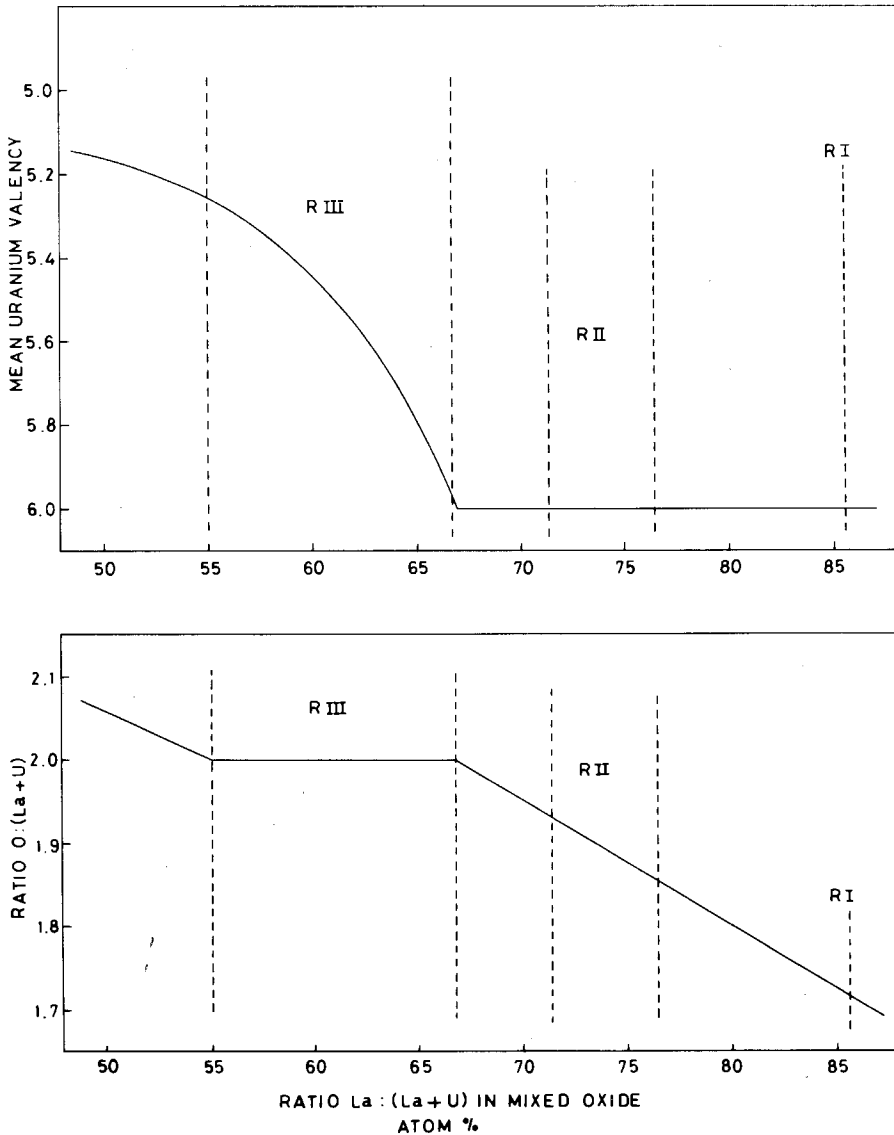 MEAN URANIUM VALENCY
5.0
5.2
5.4
5.6
5.8
6.0
R III
R II
R I
50 55 60 65 70 75 80 85
RATIO O:(La+U)
2.1
2.0
1.9
1.8
1.7
R III
R II
R I
50 55 60 65 70 75 80 85
RATIO La:(La+U) IN MIXED OXIDE
ATOM %